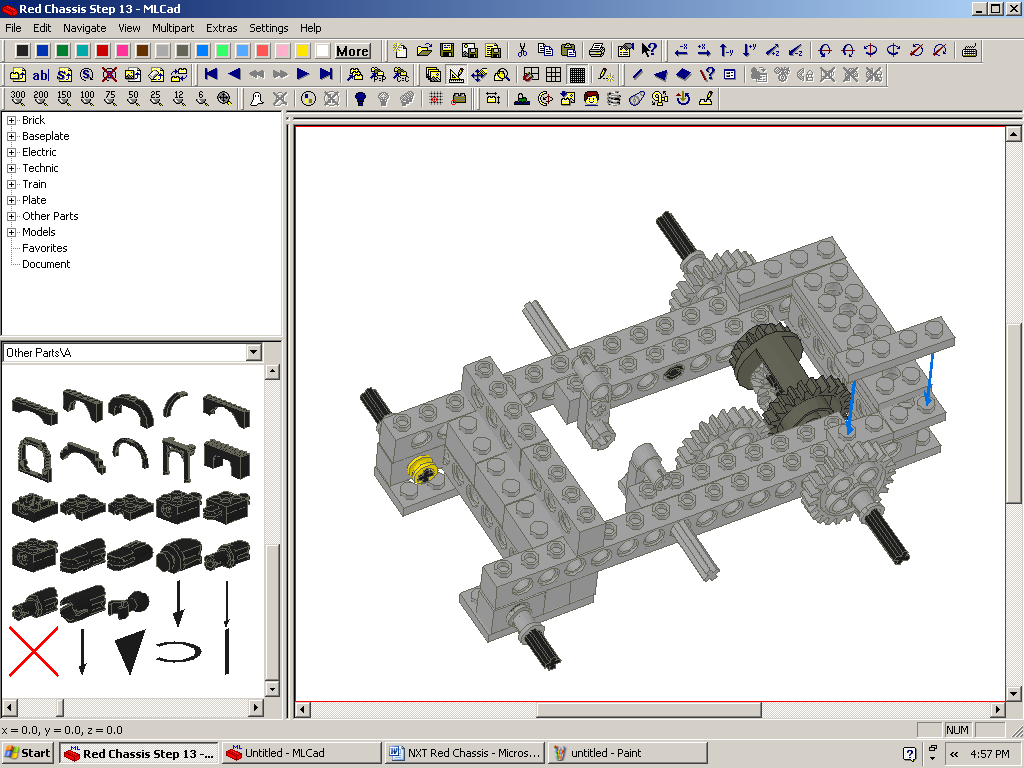 Red Chassis Step 13 - MLCad
File Edit Navigate View Multipart Extras Settings Help
More
ab|
300 200 150 100 75 50 25 12 6
Brick
Baseplate
Electric
Technic
Train
Plate
Other Parts
Models
Favorites
Document
Other Parts\A
x = 0.0, y = 0.0, z = 0.0
NUM
Start Red Chassis Step 13 -... Untitled - MLCad NXT Red Chassis - Micros... untitled - Paint « 4:57 PM